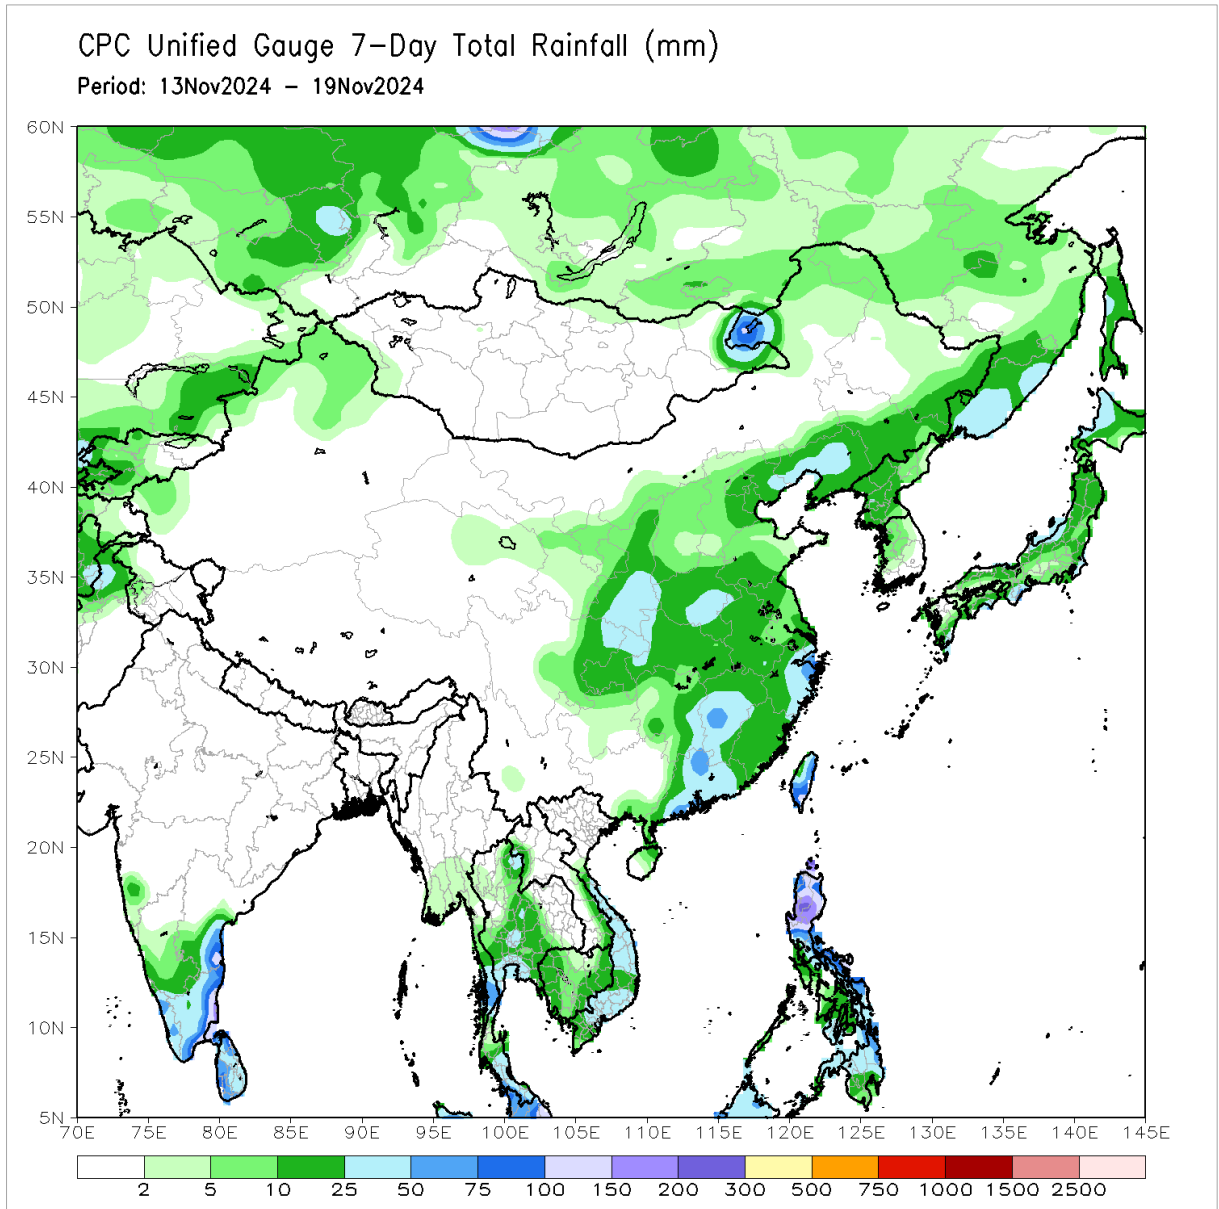 CPC Unified Gauge 7-Day Total Rainfall (mm)
Period: 13Nov2024 - 19Nov2024
60N
55N
50N
45N
40N
35N
30N
25N
20N
15N
10N
5N
70E 75E 80E 85E 90E 95E 100E 105E 110E 115E 120E 125E 130E 135E 140E 145E
2 5 10 25 50 75 100 150 200 300 500 750 1000 1500 2500